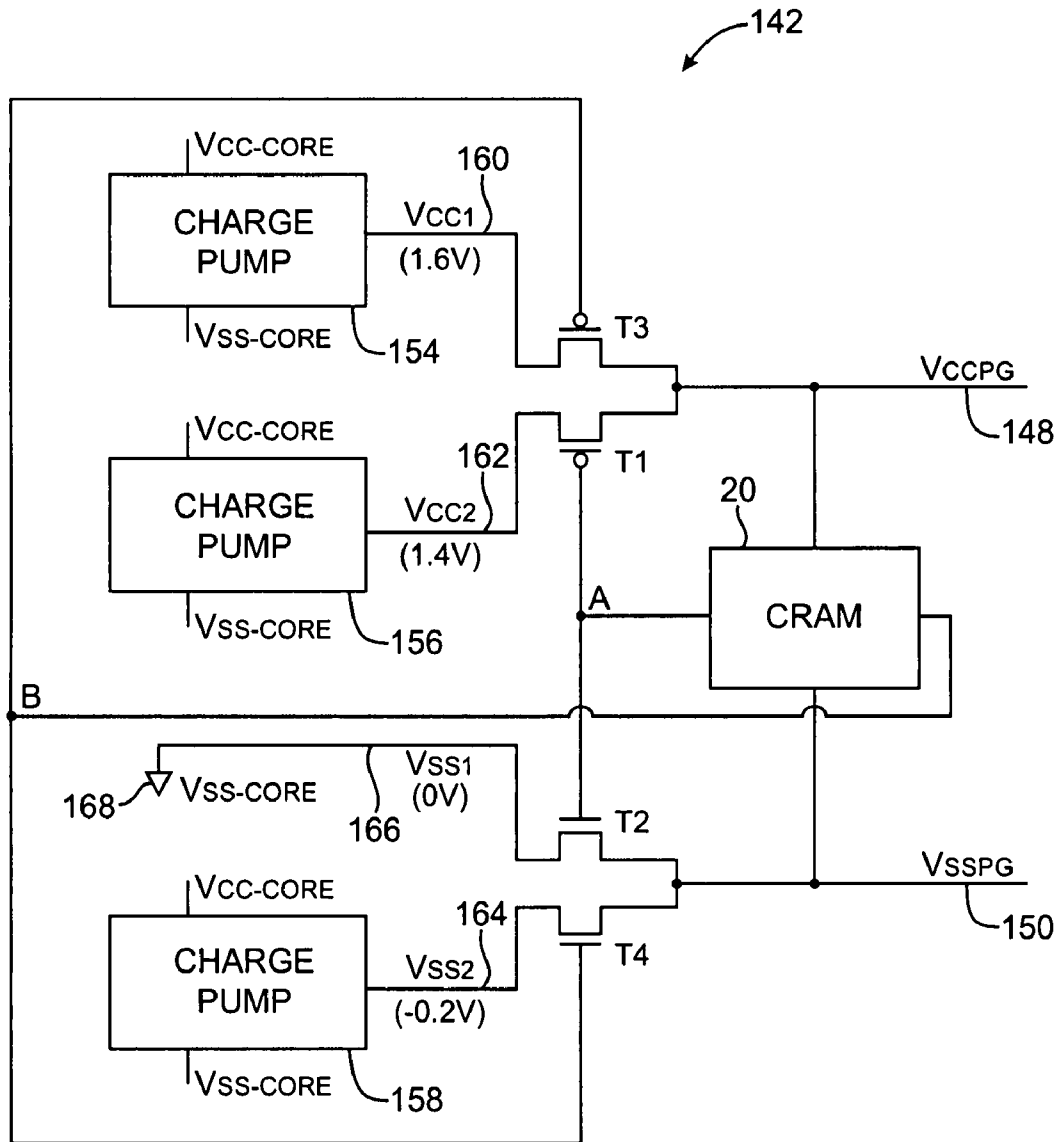 142
VCC-CORE
160
CHARGE
PUMP
VCC1
(1.6V)
VSS-CORE
154
T3
VCCPG
148
VCC-CORE
162
T1
CHARGE
PUMP
VCC2
(1.4V)
VSS-CORE
156
20
A
CRAM
B
168
VSS-CORE
VSS1
(0V)
166
T2
VCC-CORE
164
VSSPG
150
CHARGE
PUMP
VSS2
(-0.2V)
T4
VSS-CORE
158